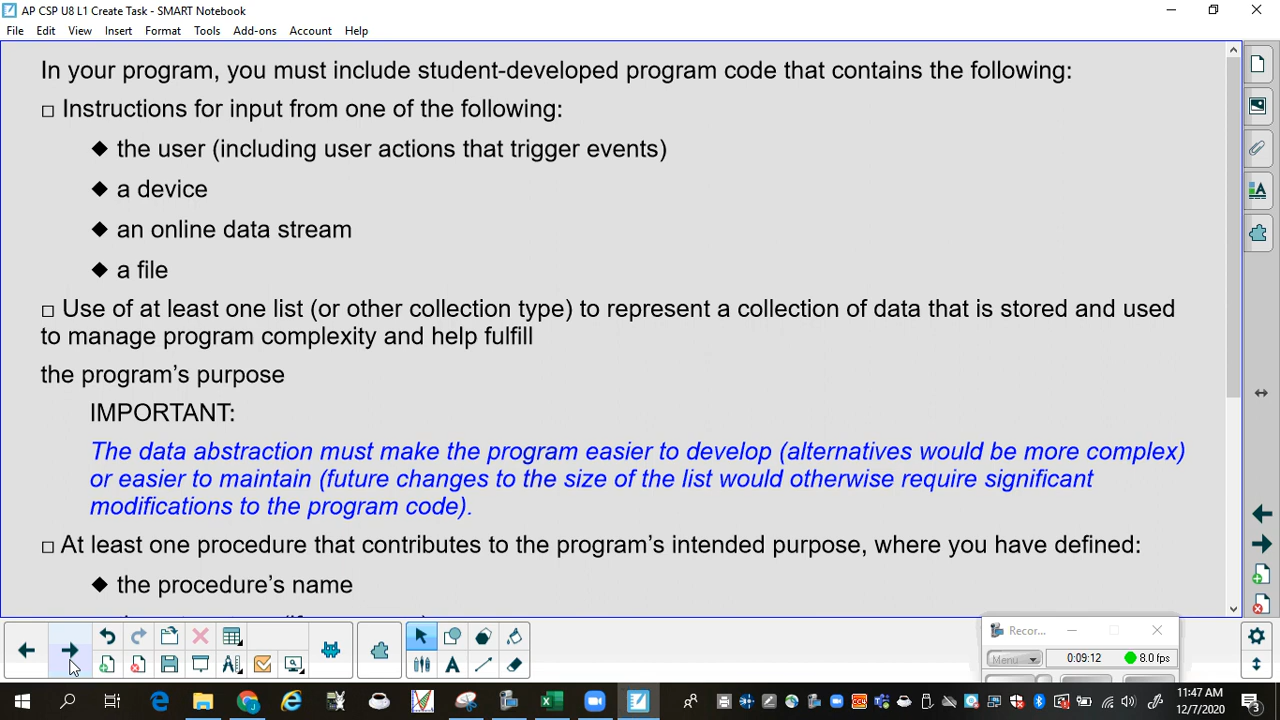 AP CSP U8 L1 Create Task - SMART Notebook
File Edit View Insert Format Tools Add-ons Account Help
In your program, you must include student-developed program code that contains the following:
□ Instructions for input from one of the following:
◆ the user (including user actions that trigger events)
◆ a device
◆ an online data stream
◆ a file
□ Use of at least one list (or other collection type) to represent a collection of data that is stored and used
to manage program complexity and help fulfill
the program's purpose
IMPORTANT:
The data abstraction must make the program easier to develop (alternatives would be more complex)
or easier to maintain (future changes to the size of the list would otherwise require significant
modifications to the program code).
□ At least one procedure that contributes to the program's intended purpose, where you have defined:
◆ the procedure's name
Recor...
Menu 0:09:12 8.0 fps
11:47 AM
12/7/2020